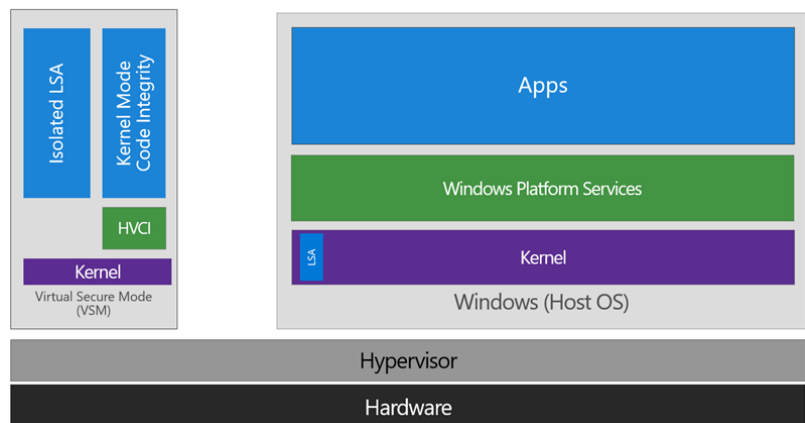 Isolated LSA
Kernel Mode
Code Integrity
HVCI
Kernel
Virtual Secure Mode
(VSM)
Apps
Windows Platform Services
LSA
Kernel
Windows (Host OS)
Hypervisor
Hardware